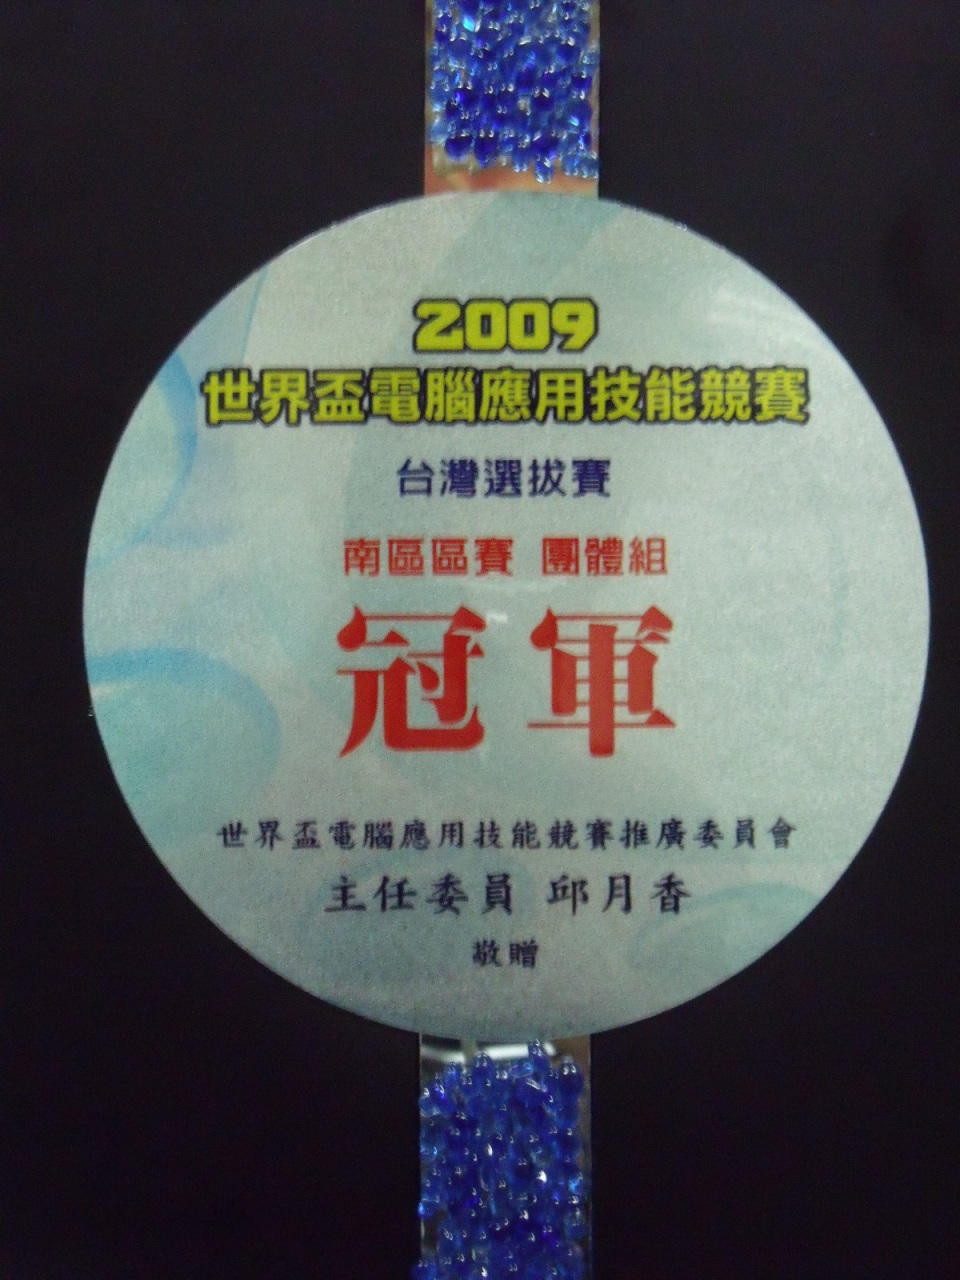 2009
世界盃電腦應用技能競賽
台灣選拔賽
南區區賽 團體組
冠軍
世界盃電腦應用技能競賽推廣委員會
主任委員 邱月香
敬贈